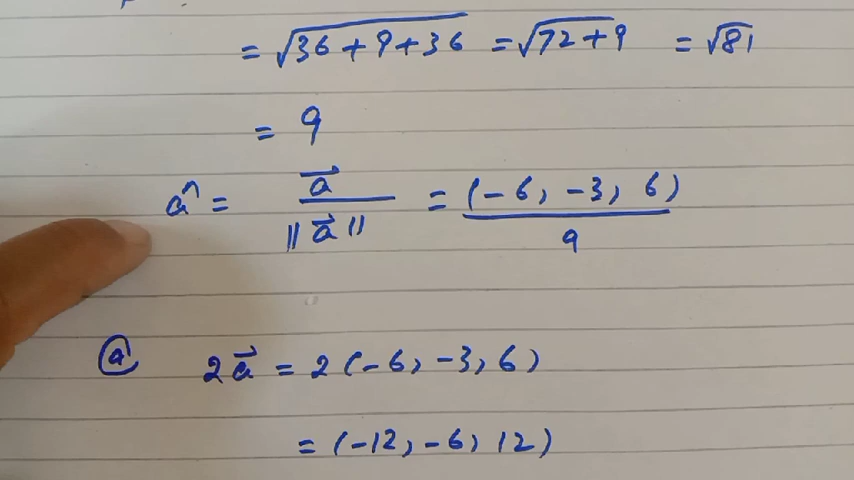 = √36 + 9 + 36 = √72 + 9 = √81
= 9
a^ = a⃗ / ||a⃗|| = (-6, -3, 6) / 9
ⓐ 2a⃗ = 2(-6, -3, 6)
= (-12, -6, 12)